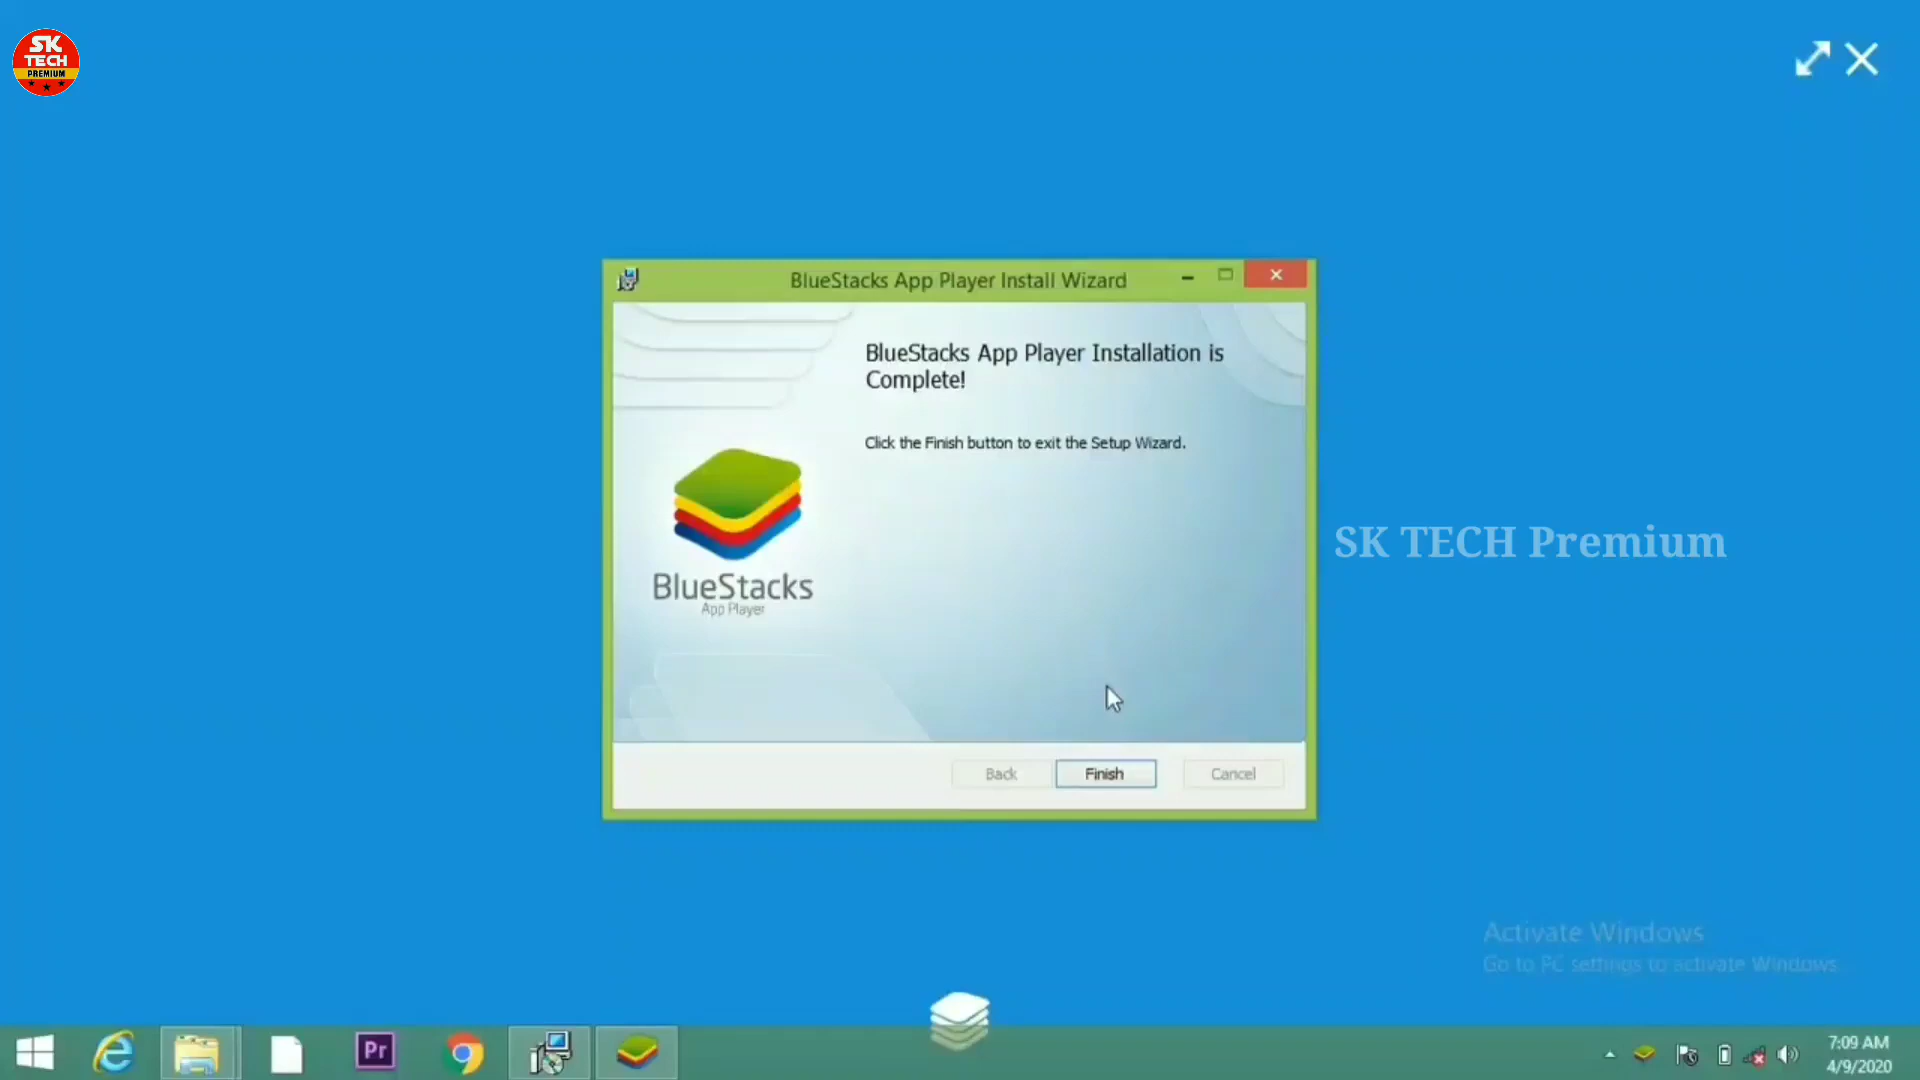 SK
TECH
PREMIUM
BlueStacks App Player Install Wizard
BlueStacks App Player Installation is
Complete!
Click the Finish button to exit the Setup Wizard.
BlueStacks
App Player
SK TECH Premium
Back
Finish
Cancel
Activate Windows
Go to PC settings to activate Windows.
Pr
7:09 AM
4/9/2020